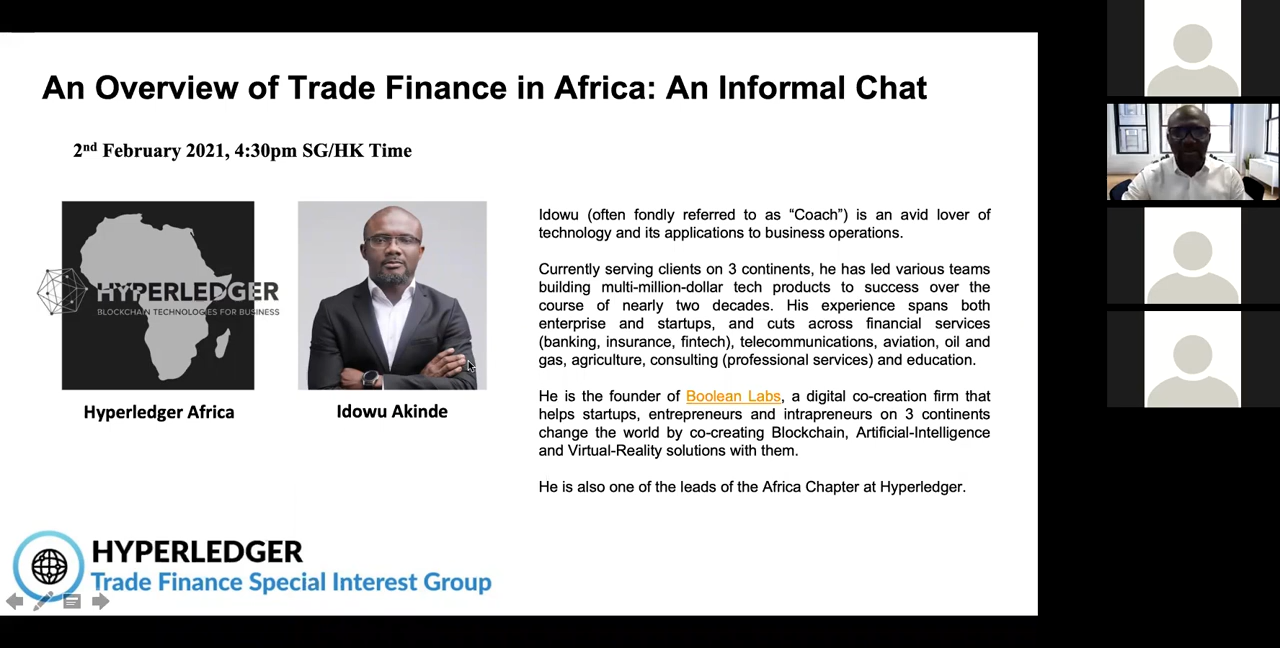 An Overview of Trade Finance in Africa: An Informal Chat
2nd February 2021, 4:30pm SG/HK Time
HYPERLEDGER
BLOCKCHAIN TECHNOLOGIES FOR BUSINESS
Hyperledger Africa
Idowu Akinde
Idowu (often fondly referred to as “Coach”) is an avid lover of
technology and its applications to business operations.
Currently serving clients on 3 continents, he has led various teams
building multi-million-dollar tech products to success over the
course of nearly two decades. His experience spans both
enterprise and startups, and cuts across financial services
(banking, insurance, fintech), telecommunications, aviation, oil and
gas, agriculture, consulting (professional services) and education.
He is the founder of Boolean Labs, a digital co-creation firm that
helps startups, entrepreneurs and intrapreneurs on 3 continents
change the world by co-creating Blockchain, Artificial-Intelligence
and Virtual-Reality solutions with them.
He is also one of the leads of the Africa Chapter at Hyperledger.
HYPERLEDGER
Trade Finance Special Interest Group